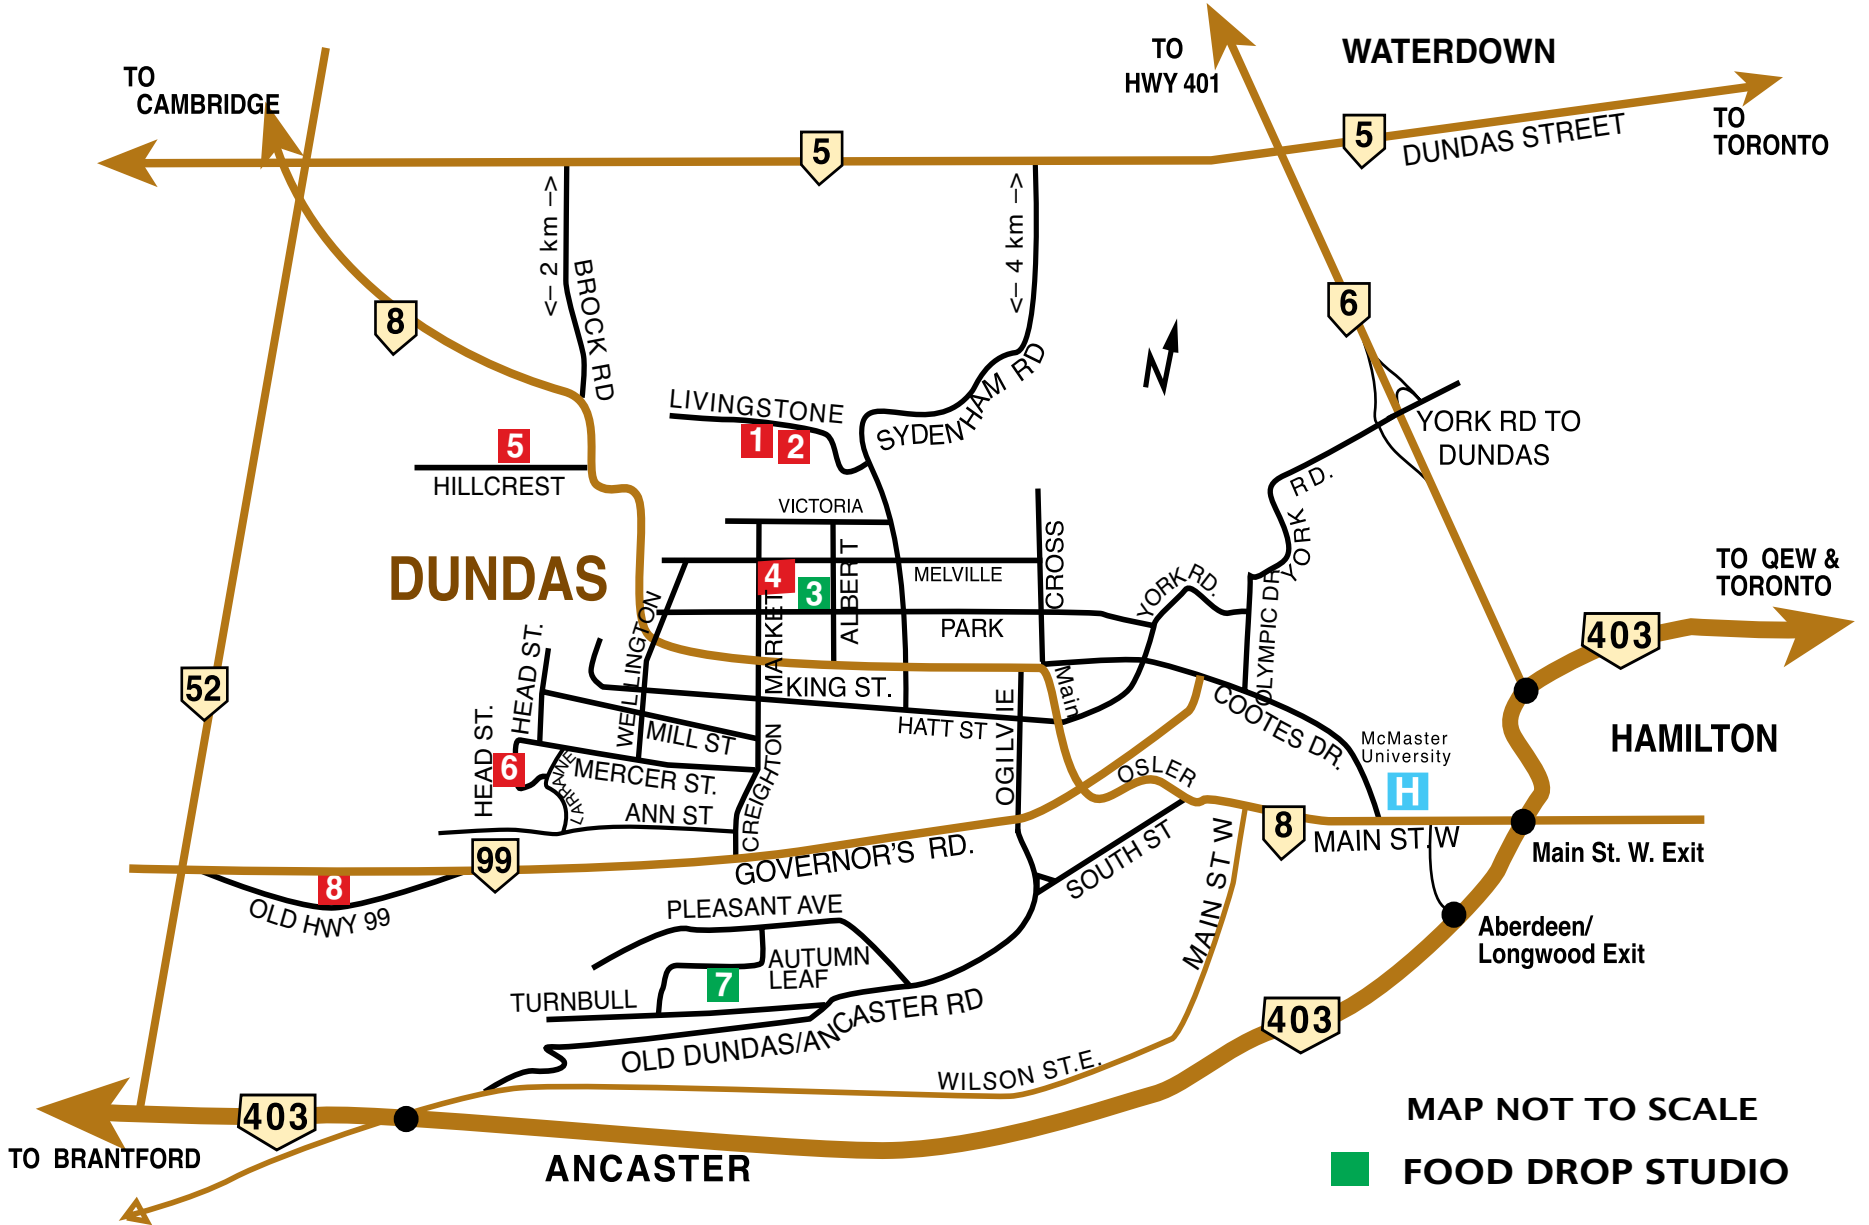 TO
CAMBRIDGE
TO
HWY 401
WATERDOWN
5
5
DUNDAS STREET
TO
TORONTO
<– 2 km –>
<– 4 km –>
BROCK RD
8
6
SYDENHAM RD
N
LIVINGSTONE
1
2
5
HILLCREST
YORK RD TO
DUNDAS
YORK RD.
VICTORIA
DUNDAS
4
3
ALBERT
MELVILLE
CROSS
YORK RD.
OLYMPIC DR.
TO QEW &
TORONTO
403
PARK
WELLINGTON
MARKET
HEAD ST.
52
KING ST.
HATT ST
Main
OGILVIE
COOTES DR.
HEAD ST.
MILL ST
McMaster
University
H
HAMILTON
6
LARRAINE
MERCER ST.
CREIGHTON
OSLER
ANN ST
8
MAIN ST. W
Main St. W. Exit
99
GOVERNOR'S RD.
SOUTH ST
MAIN ST W
8
OLD HWY 99
PLEASANT AVE
AUTUMN
LEAF
7
TURNBULL
Aberdeen/
Longwood Exit
OLD DUNDAS/ANCASTER RD
403
WILSON ST.E.
403
TO BRANTFORD
ANCASTER
MAP NOT TO SCALE
FOOD DROP STUDIO